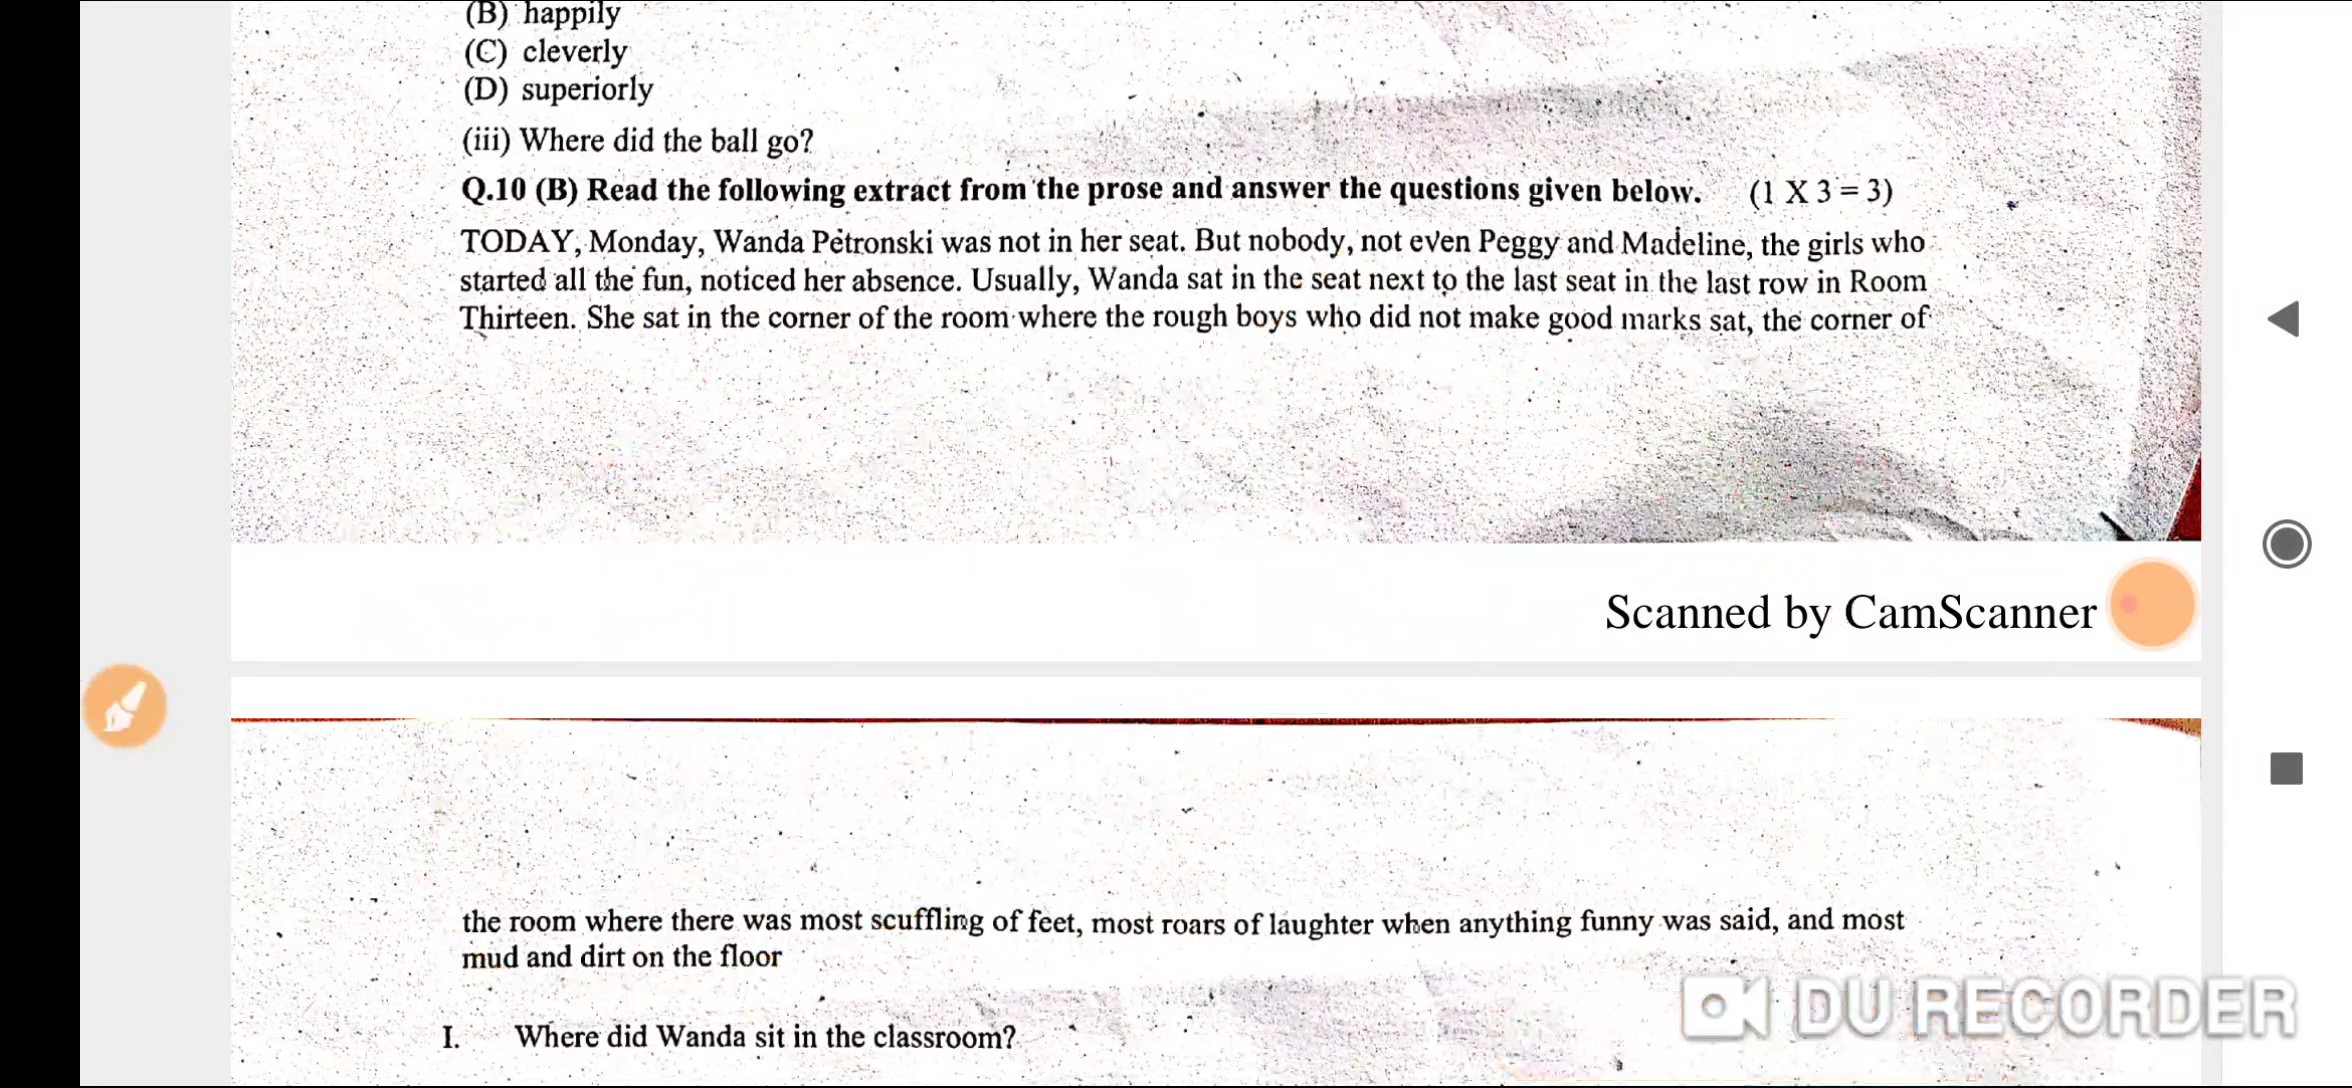 (B) happily
(C) cleverly
(D) superiorly
(iii) Where did the ball go?
Q.10 (B) Read the following extract from the prose and answer the questions given below. (1 X 3 = 3)
TODAY, Monday, Wanda Petronski was not in her seat. But nobody, not even Peggy and Madeline, the girls who
started all the fun, noticed her absence. Usually, Wanda sat in the seat next to the last seat in the last row in Room
Thirteen. She sat in the corner of the room where the rough boys who did not make good marks sat, the corner of
Scanned by CamScanner
the room where there was most scuffling of feet, most roars of laughter when anything funny was said, and most
mud and dirt on the floor
I. Where did Wanda sit in the classroom?
DU RECORDER